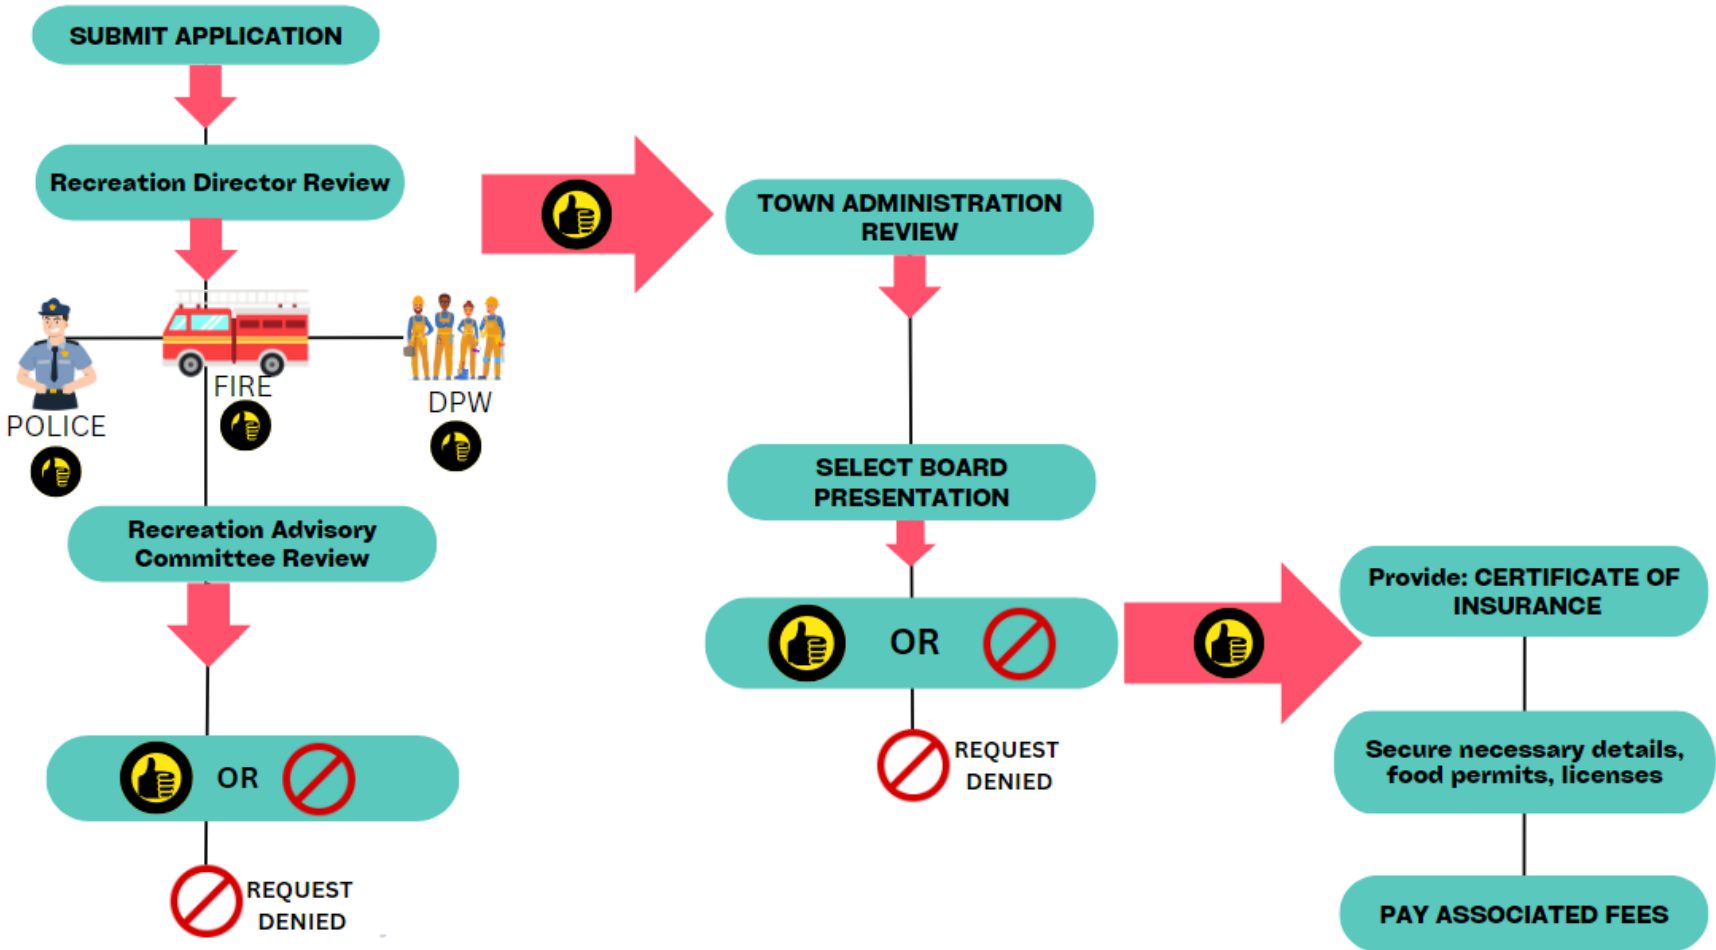 SUBMIT APPLICATION
Recreation Director Review
POLICE
FIRE
DPW
Recreation Advisory
Committee Review
OR
REQUEST
DENIED
TOWN ADMINISTRATION
REVIEW
SELECT BOARD
PRESENTATION
OR
REQUEST
DENIED
Provide: CERTIFICATE OF
INSURANCE
Secure necessary details,
food permits, licenses
PAY ASSOCIATED FEES